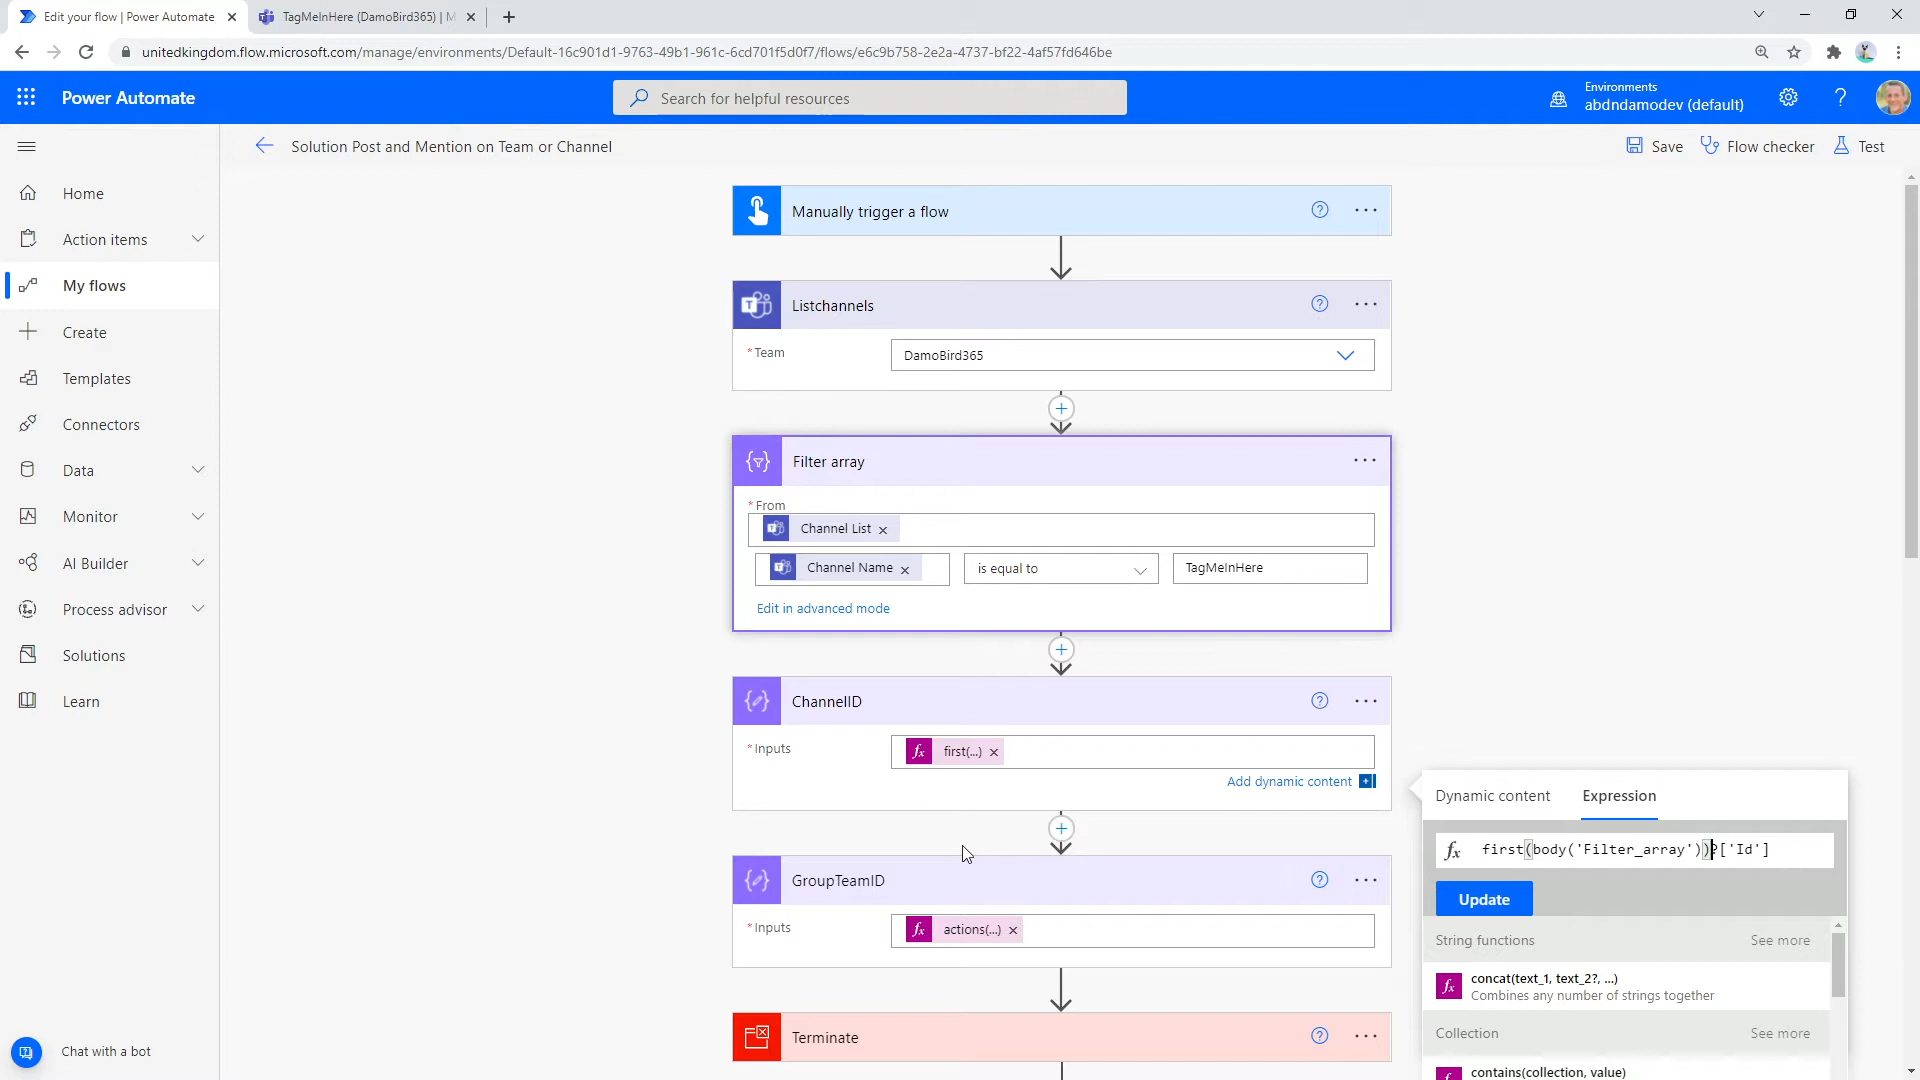 Edit your flow | Power Automate
TagMeInHere (DamoBird365) | M
unitedkingdom.flow.microsoft.com/manage/environments/Default-16c901d1-9763-49b1-961c-6cd701f5d0f7/flows/e6c9b758-2e2a-4737-bf22-4af57fd646be
Power Automate
Search for helpful resources
Environments
abdndamodev (default)
Solution Post and Mention on Team or Channel
Save
Flow checker
Test
Home
Action items
My flows
Create
Templates
Connectors
Data
Monitor
AI Builder
Process advisor
Solutions
Learn
Chat with a bot
Manually trigger a flow
Listchannels
* Team
DamoBird365
Filter array
* From
Channel List
Channel Name
is equal to
TagMeInHere
Edit in advanced mode
ChannelID
* Inputs
first(...)
Add dynamic content
GroupTeamID
* Inputs
actions(...)
Terminate
Dynamic content
Expression
fx first(body('Filter_array'))?['Id']
Update
String functions
See more
fx concat(text_1, text_2?, ...)
Combines any number of strings together
Collection
See more
contains(collection, value)